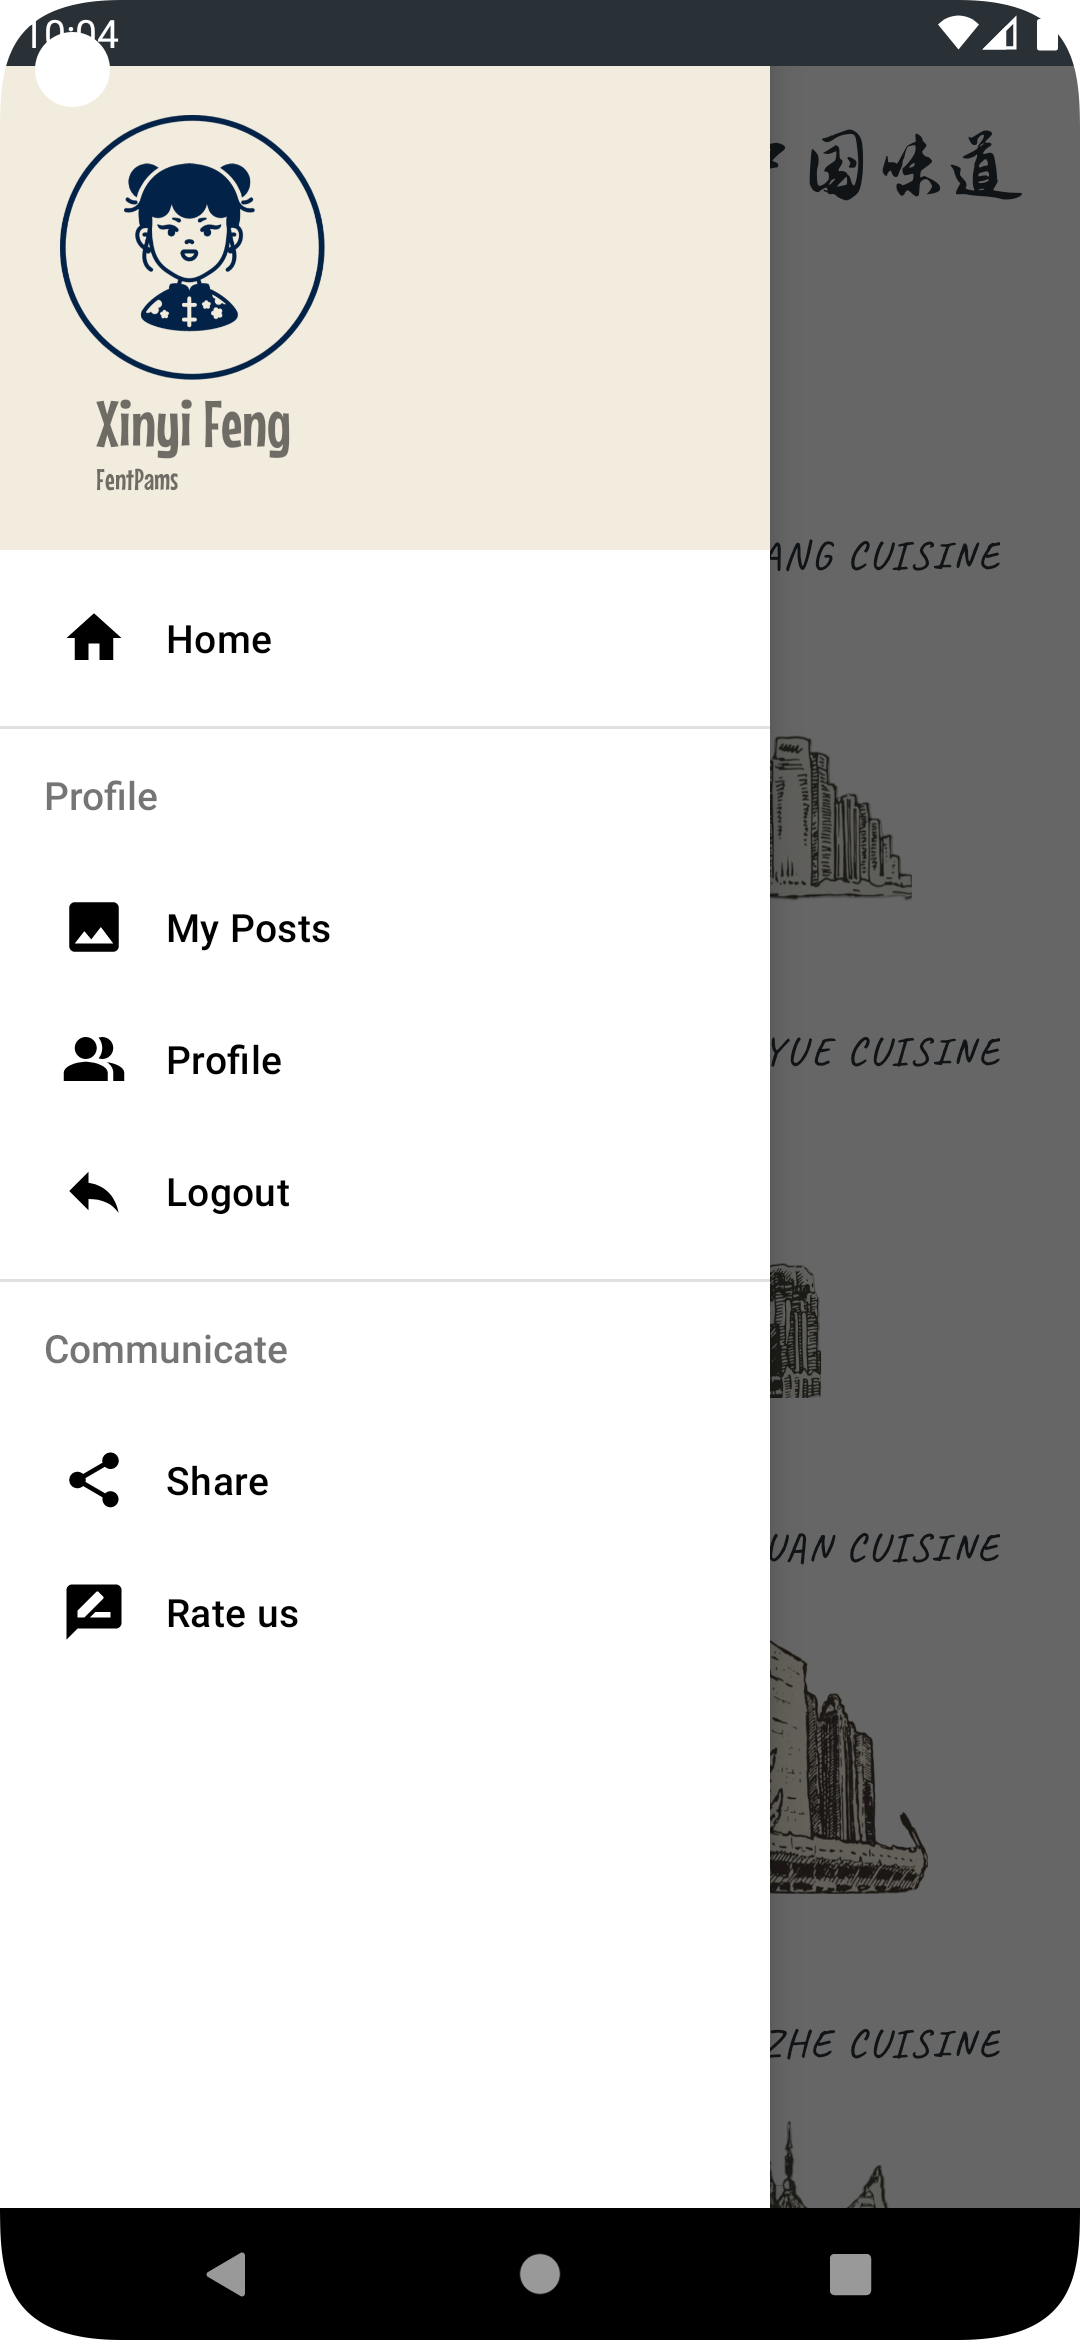 10:04
国味道
Xinyi Feng
FentPams
Home
ANG CUISINE
Profile
My Posts
YUE CUISINE
Profile
Logout
Communicate
Share
UAN CUISINE
Rate us
ZHE CUISINE